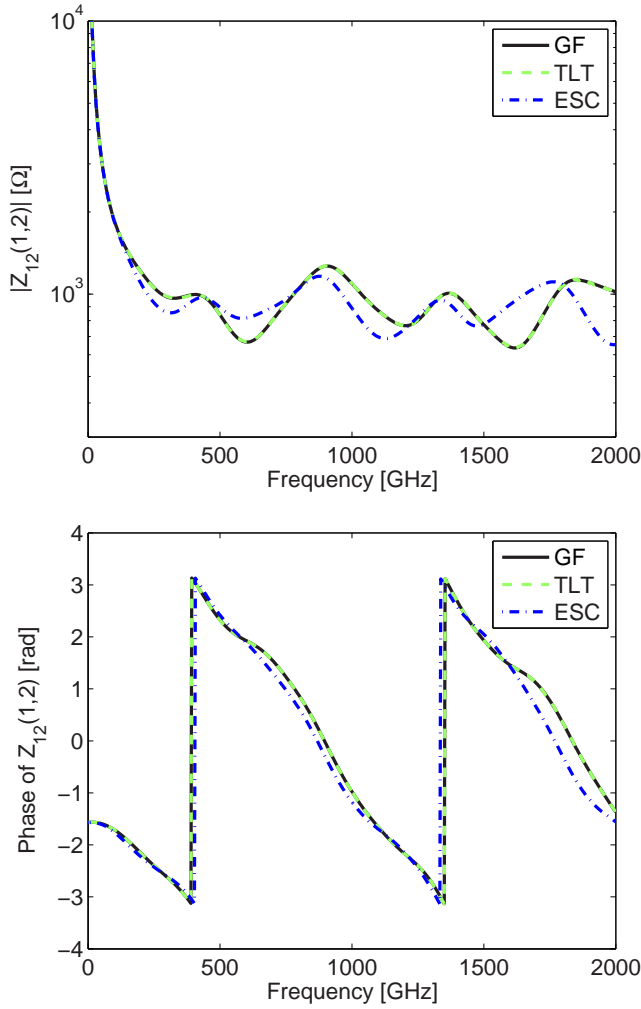 10^4
10^3
|Z_12(1,2)| [Ω]
GF
TLT
ESC
0 500 1000 1500 2000
Frequency [GHz]
4
3
2
1
0
−1
−2
−3
−4
Phase of Z_12(1,2) [rad]
GF
TLT
ESC
0 500 1000 1500 2000
Frequency [GHz]